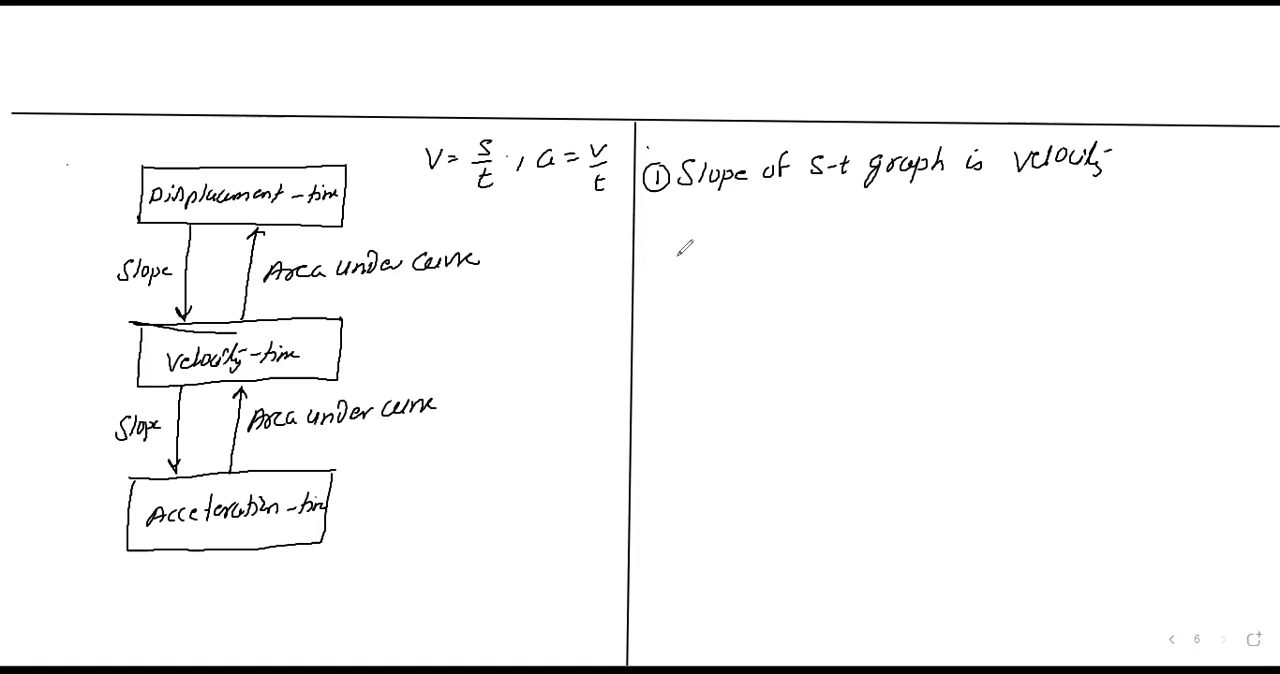 V = s/t , a = v/t
Displacement-time
Slope
Area under curve
Velocity-time
Slope
Area under curve
Acceleration-time
① Slope of s-t graph is velocity
< 6 >